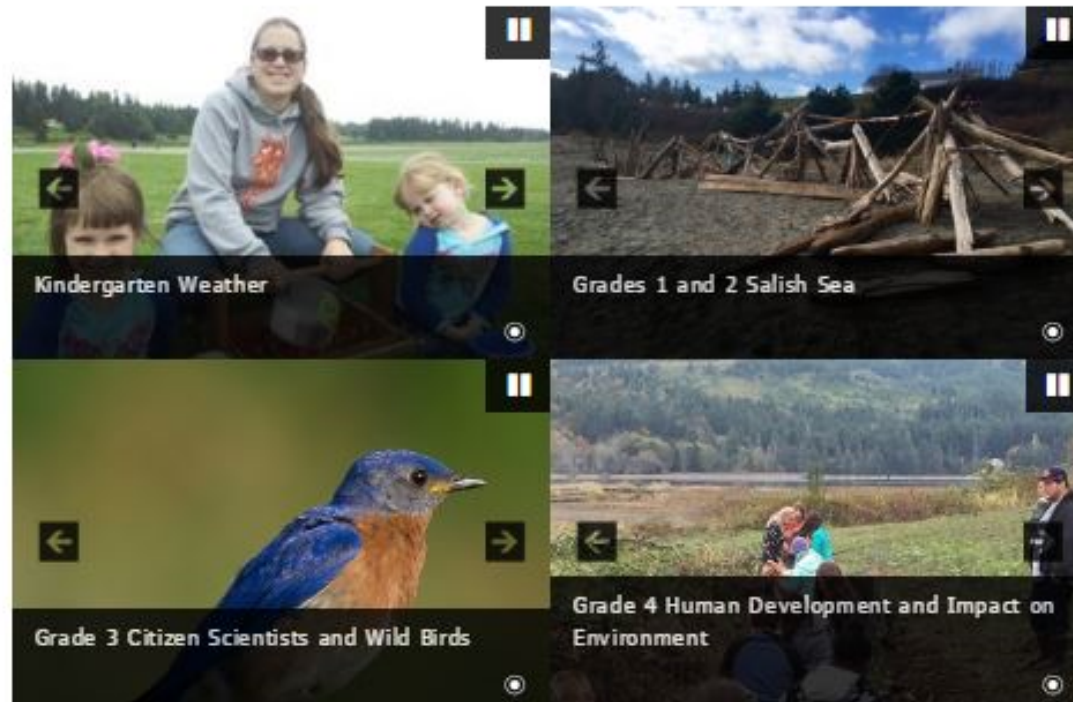 Kindergarten Weather
Grades 1 and 2 Salish Sea
Grade 3 Citizen Scientists and Wild Birds
Grade 4 Human Development and Impact on
Environment